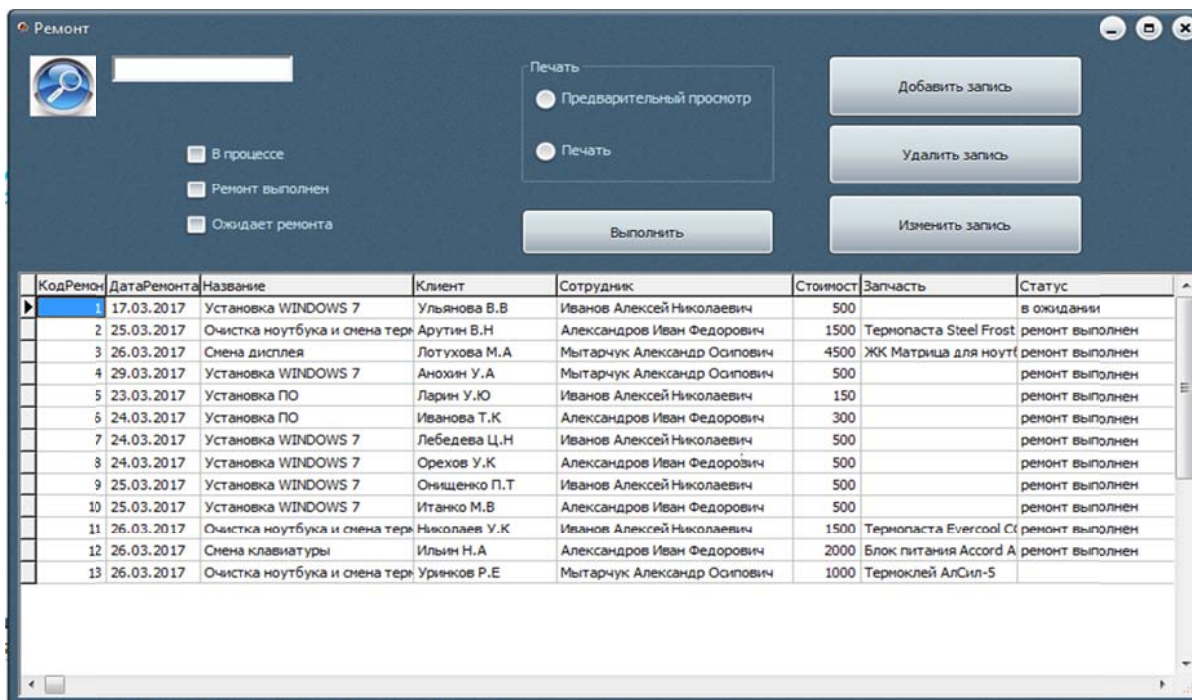 Ремонт
Печать
Предварительный просмотр
Печать
В процессе
Ремонт выполнен
Ожидает ремонта
Выполнить
Добавить запись
Удалить запись
Изменить запись
КодРемон ДатаРемонта Название Клиент Сотрудник Стоимост Запчасть Статус
1 17.03.2017 Установка WINDOWS 7 Ульянова В.В Иванов Алексей Николаевич 500 в ожидании
2 25.03.2017 Очистка ноутбука и смена терм Арутин В.Н Александров Иван Федорович 1500 Термопаста Steel Frost ремонт выполнен
3 26.03.2017 Смена дисплея Лотухова М.А Мытарчук Александр Осипович 4500 ЖК Матрица для ноутб ремонт выполнен
4 29.03.2017 Установка WINDOWS 7 Анохин У.А Мытарчук Александр Осипович 500 ремонт выполнен
5 23.03.2017 Установка ПО Ларин У.Ю Иванов Алексей Николаевич 150 ремонт выполнен
6 24.03.2017 Установка ПО Иванова Т.К Александров Иван Федорович 300 ремонт выполнен
7 24.03.2017 Установка WINDOWS 7 Лебедева Ц.Н Иванов Алексей Николаевич 500 ремонт выполнен
8 24.03.2017 Установка WINDOWS 7 Орехов У.К Александров Иван Федорович 500 ремонт выполнен
9 25.03.2017 Установка WINDOWS 7 Онищенко П.Т Иванов Алексей Николаевич 500 ремонт выполнен
10 25.03.2017 Установка WINDOWS 7 Итанко М.В Александров Иван Федорович 500 ремонт выполнен
11 26.03.2017 Очистка ноутбука и смена терм Николаев У.К Иванов Алексей Николаевич 1500 Термопаста Evercool CO ремонт выполнен
12 26.03.2017 Смена клавиатуры Ильин Н.А Александров Иван Федорович 2000 Блок питания Accord A ремонт выполнен
13 26.03.2017 Очистка ноутбука и смена терм Уринков Р.Е Мытарчук Александр Осипович 1000 Термоклей АлСил-5